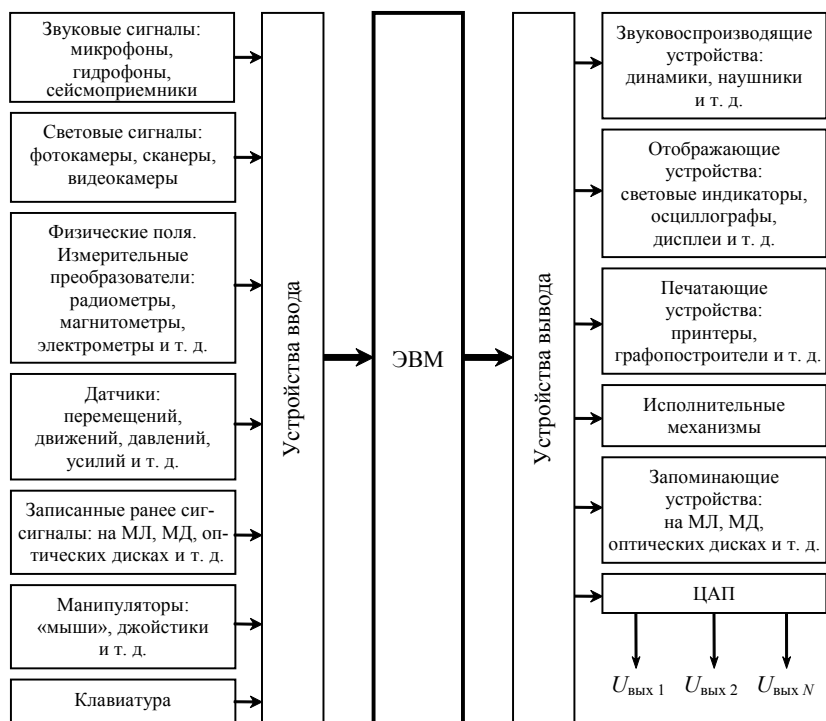 Звуковые сигналы:
микрофоны,
гидрофоны,
сейсмоприемники
Световые сигналы:
фотокамеры, сканеры,
видеокамеры
Физические поля.
Измерительные
преобразователи:
радиометры,
магнитометры,
электрометры и т. д.
Датчики:
перемещений,
движений, давлений,
усилий и т. д.
Записанные ранее сиг-
сигналы: на МЛ, МД, оп-
тических дисках и т. д.
Манипуляторы:
«мыши», джойстики
и т. д.
Клавиатура
Устройства ввода
ЭВМ
Устройства вывода
Звуковоспроизводящие
устройства:
динамики, наушники
и т. д.
Отображающие
устройства:
световые индикаторы,
осциллографы,
дисплеи и т. д.
Печатающие
устройства:
принтеры,
графопостроители и т. д.
Исполнительные
механизмы
Запоминающие
устройства:
на МЛ, МД,
оптических дисках и т. д.
ЦАП
Uвых 1 Uвых 2 Uвых N